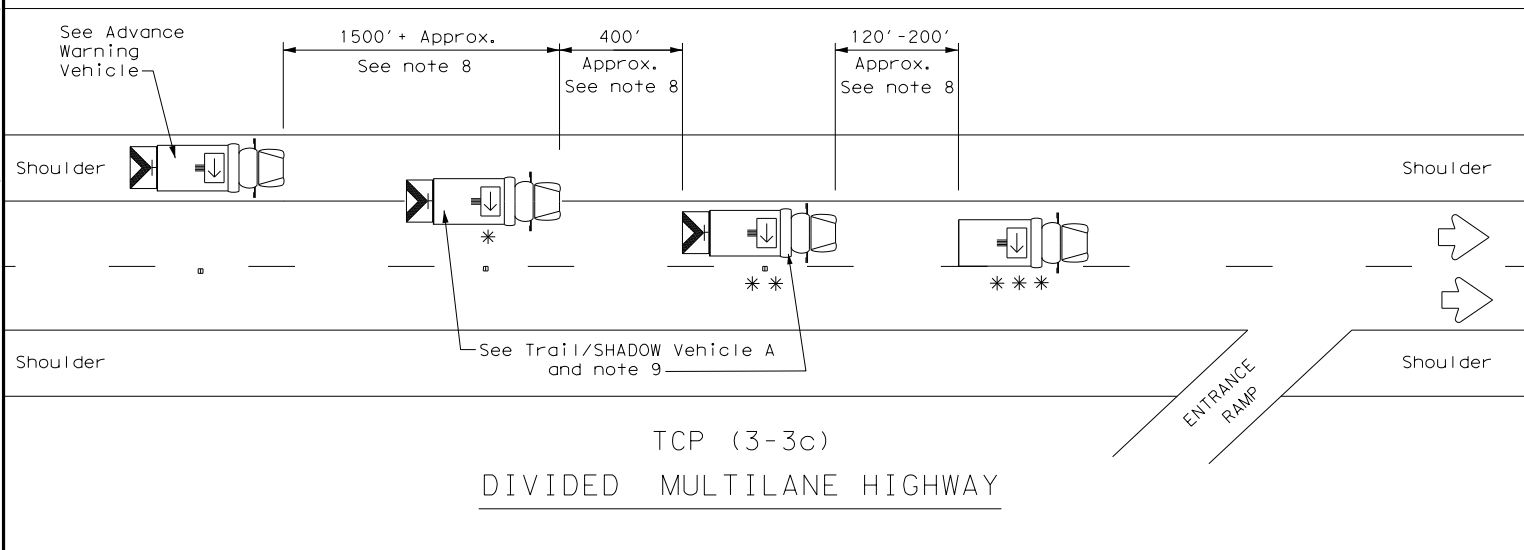 See Advance
Warning
Vehicle
1500'+ Approx.
See note 8
400'
Approx.
See note 8
120'-200'
Approx.
See note 8
Shoulder
Shoulder
*
* *
* * *
Shoulder
See Trail/SHADOW Vehicle A
and note 9
Shoulder
ENTRANCE
RAMP
TCP (3-3c)
DIVIDED MULTILANE HIGHWAY